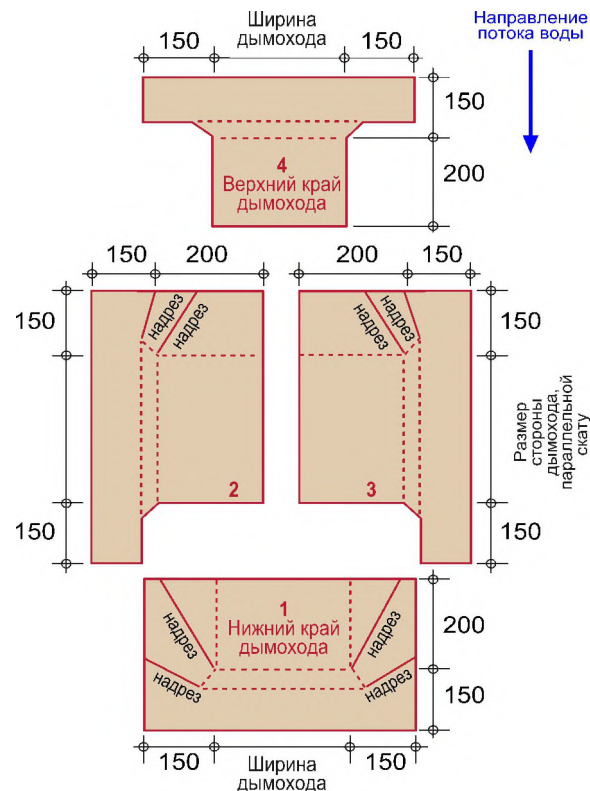 Ширина
дымохода
150
150
Направление
потока воды
150
200
4
Верхний край
дымохода
150
200
200
150
150
надрез
надрез
надрез
надрез
150
Размер
стороны
дымохода,
параллельной
скату
2
3
150
150
1
Нижний край
дымохода
надрез
надрез
надрез
надрез
200
150
150
Ширина
дымохода
150